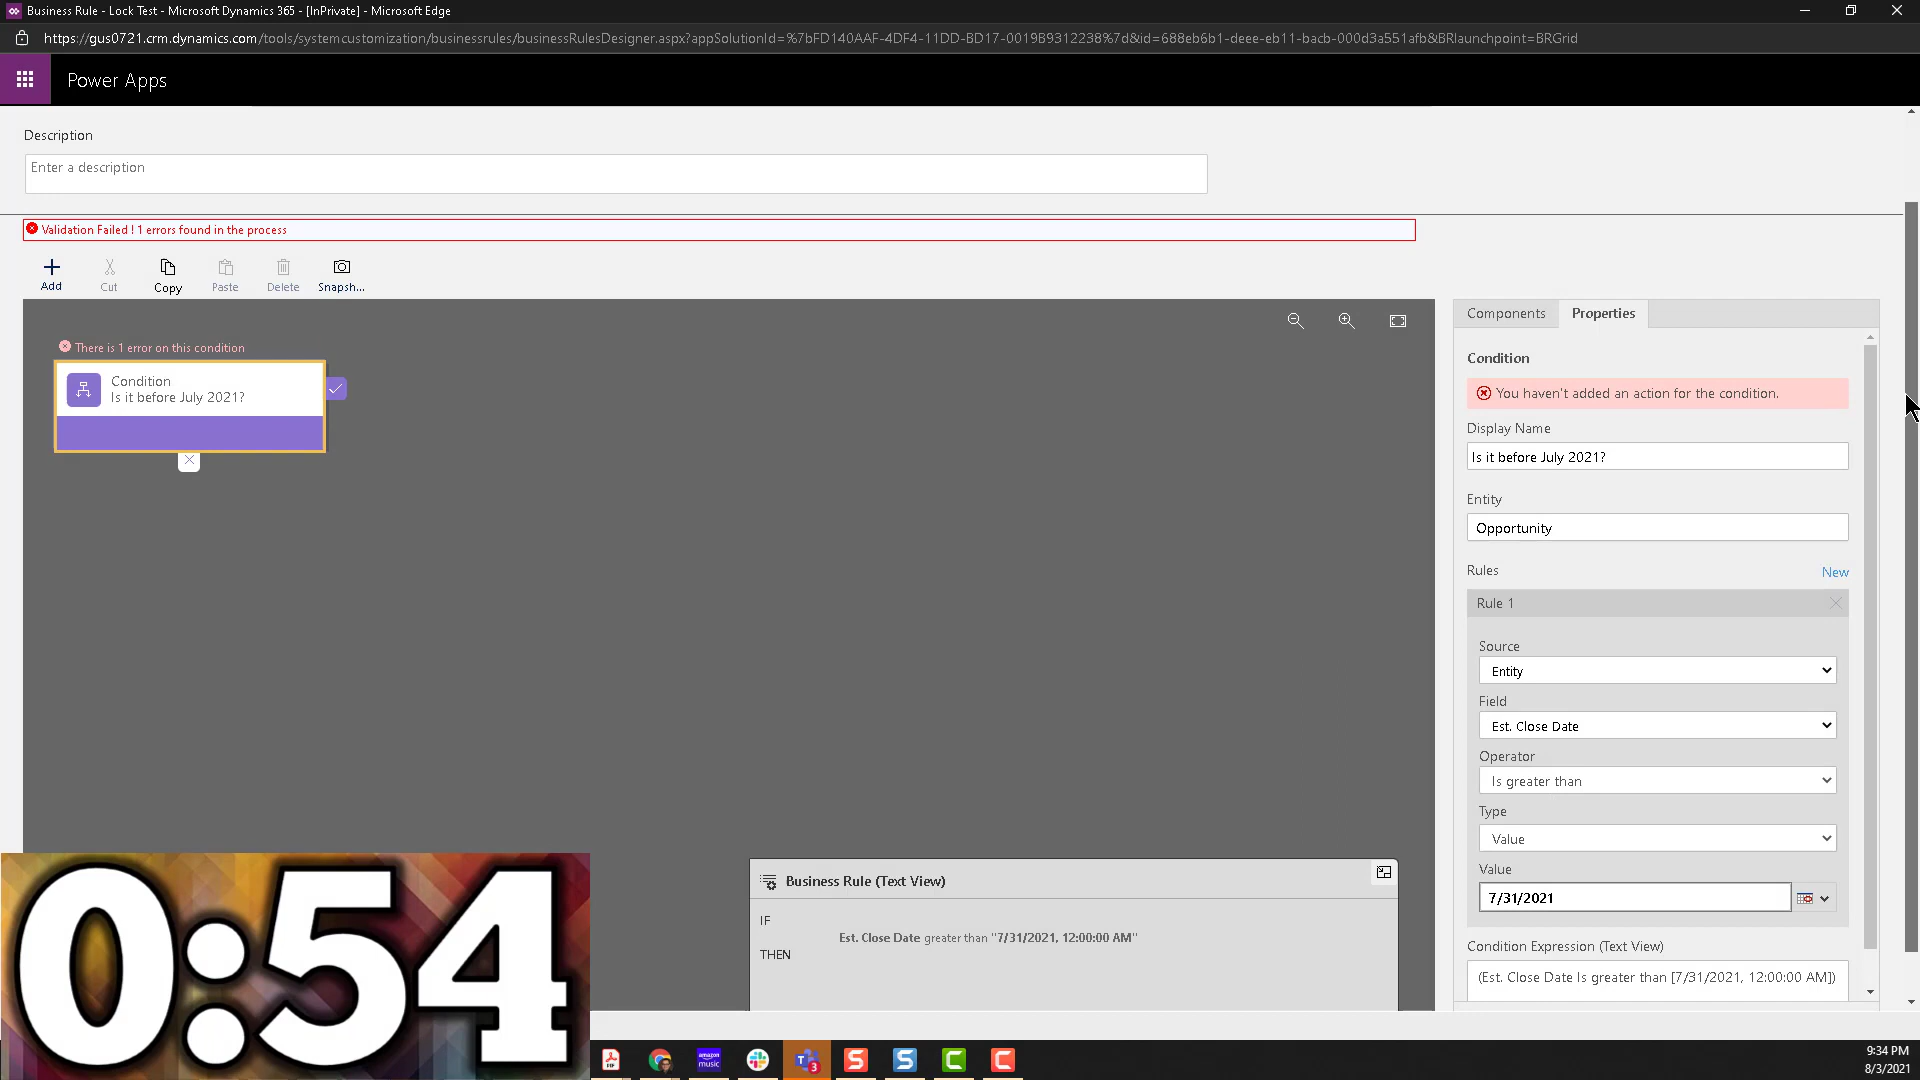 Business Rule - Lock Test - Microsoft Dynamics 365 - [InPrivate] - Microsoft Edge
https://gus0721.crm.dynamics.com/tools/systemcustomization/businessrules/businessRulesDesigner.aspx?appSolutionId=%7bFD140AAF-4DF4-11DD-BD17-0019B9312238%7d&id=688eb6b1-deee-eb11-bacb-000d3a551afb&BRlaunchpoint=BRGrid
Power Apps
Description
Enter a description
Validation Failed ! 1 errors found in the process
Add
Cut
Copy
Paste
Delete
Snapsh...
Components
Properties
There is 1 error on this condition
Condition
Is it before July 2021?
Condition
You haven't added an action for the condition.
Display Name
Is it before July 2021?
Entity
Opportunity
Rules
New
Rule 1
Source
Entity
Field
Est. Close Date
Operator
Is greater than
Type
Value
Value
7/31/2021
Condition Expression (Text View)
(Est. Close Date Is greater than [7/31/2021, 12:00:00 AM])
Business Rule (Text View)
IF
Est. Close Date greater than "7/31/2021, 12:00:00 AM"
THEN
0:54
PDF
amazon music
T
3
S
S
C
C
9:34 PM
8/3/2021